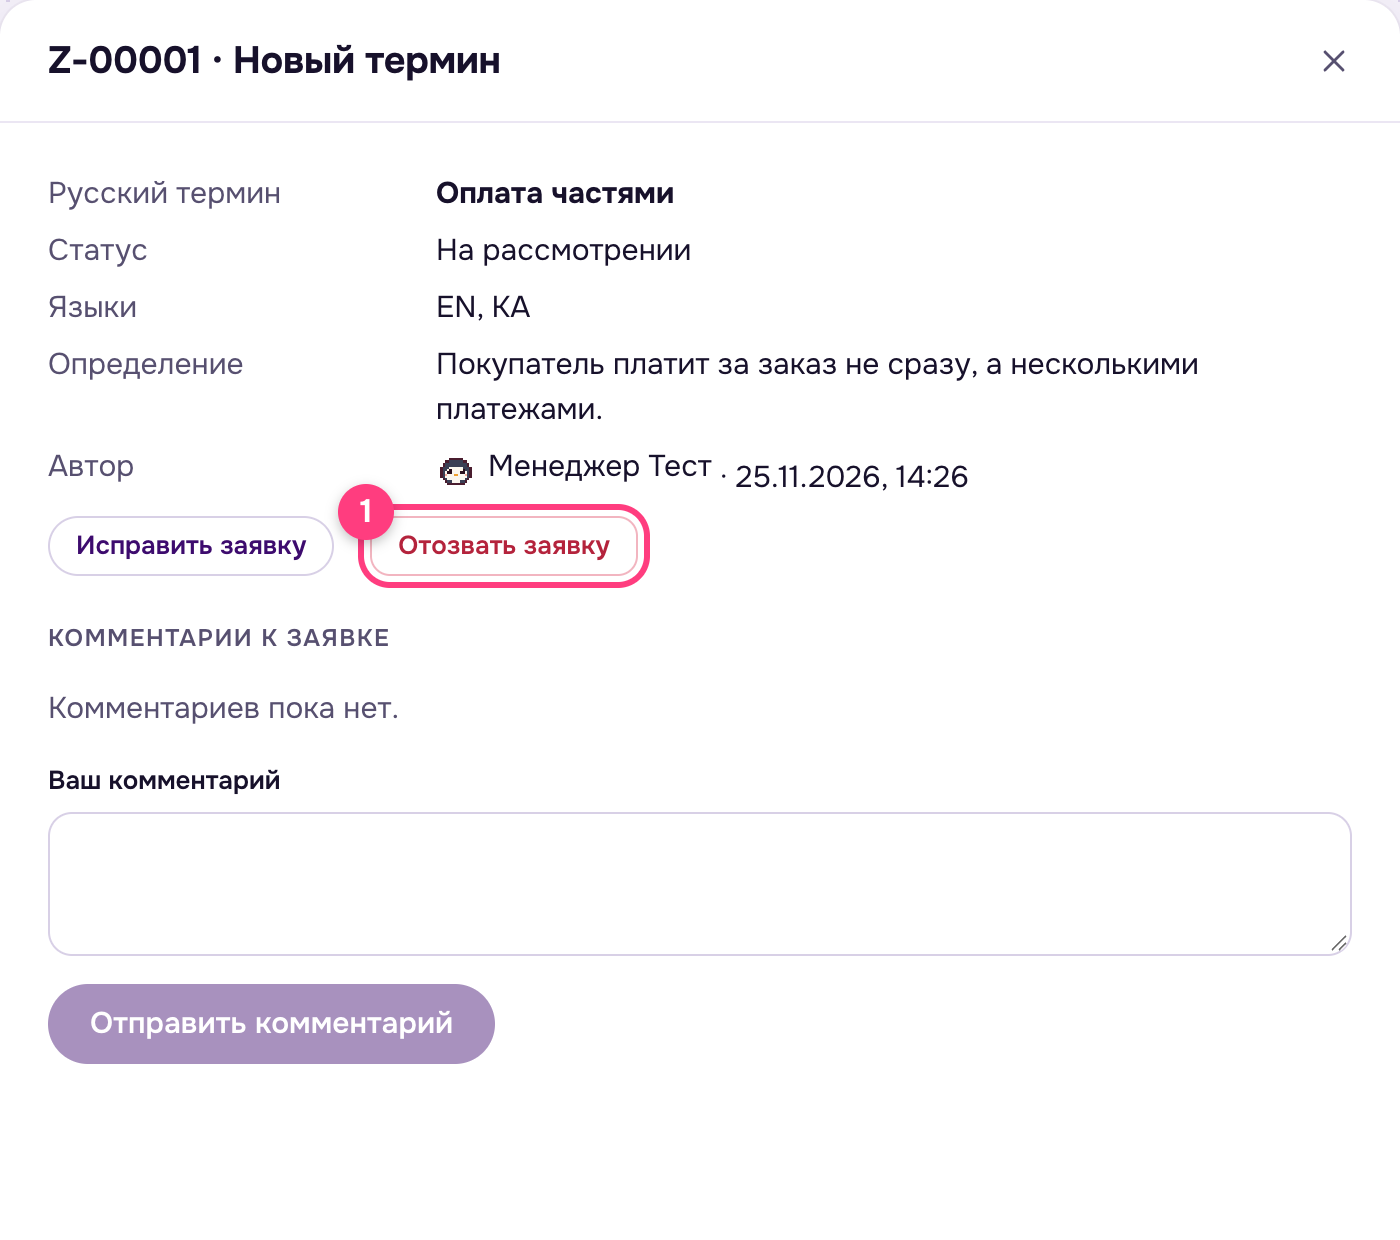 Z-00001 · Новый термин
Русский термин Оплата частями
Статус На рассмотрении
Языки EN, KA
Определение Покупатель платит за заказ не сразу, а несколькими
платежами.
Автор Менеджер Тест · 25.11.2026, 14:26
1
Исправить заявку Отозвать заявку
КОММЕНТАРИИ К ЗАЯВКЕ
Комментариев пока нет.
Ваш комментарий
Отправить комментарий